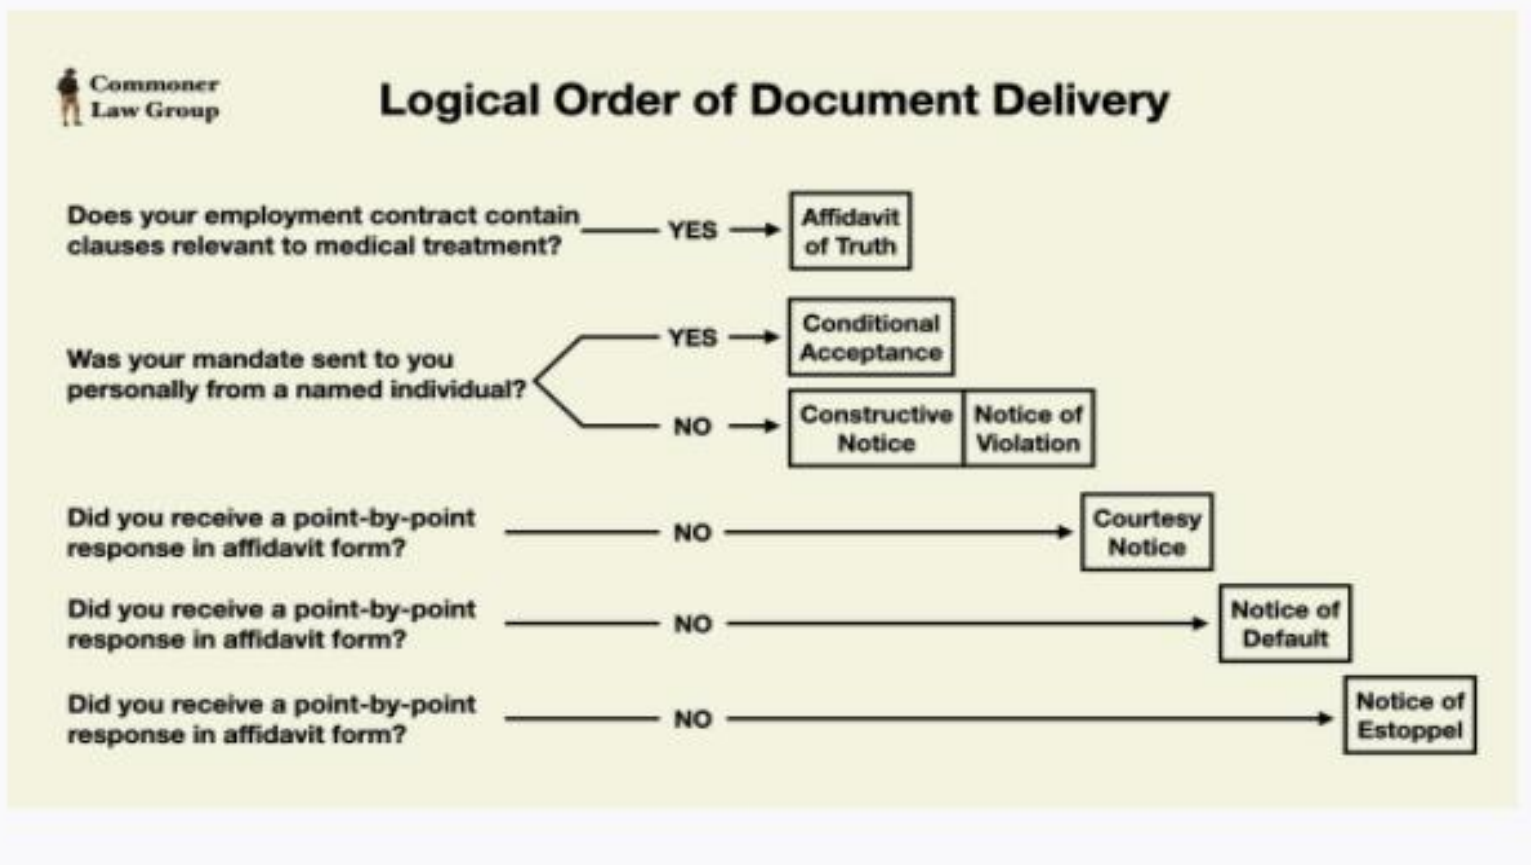 Commoner
Law Group
Logical Order of Document Delivery
Does your employment contract contain
clauses relevant to medical treatment?
YES
Affidavit
of Truth
Was your mandate sent to you
personally from a named individual?
YES
Conditional
Acceptance
NO
Constructive
Notice
Notice of
Violation
Did you receive a point-by-point
response in affidavit form?
NO
Courtesy
Notice
Did you receive a point-by-point
response in affidavit form?
NO
Notice of
Default
Did you receive a point-by-point
response in affidavit form?
NO
Notice of
Estoppel